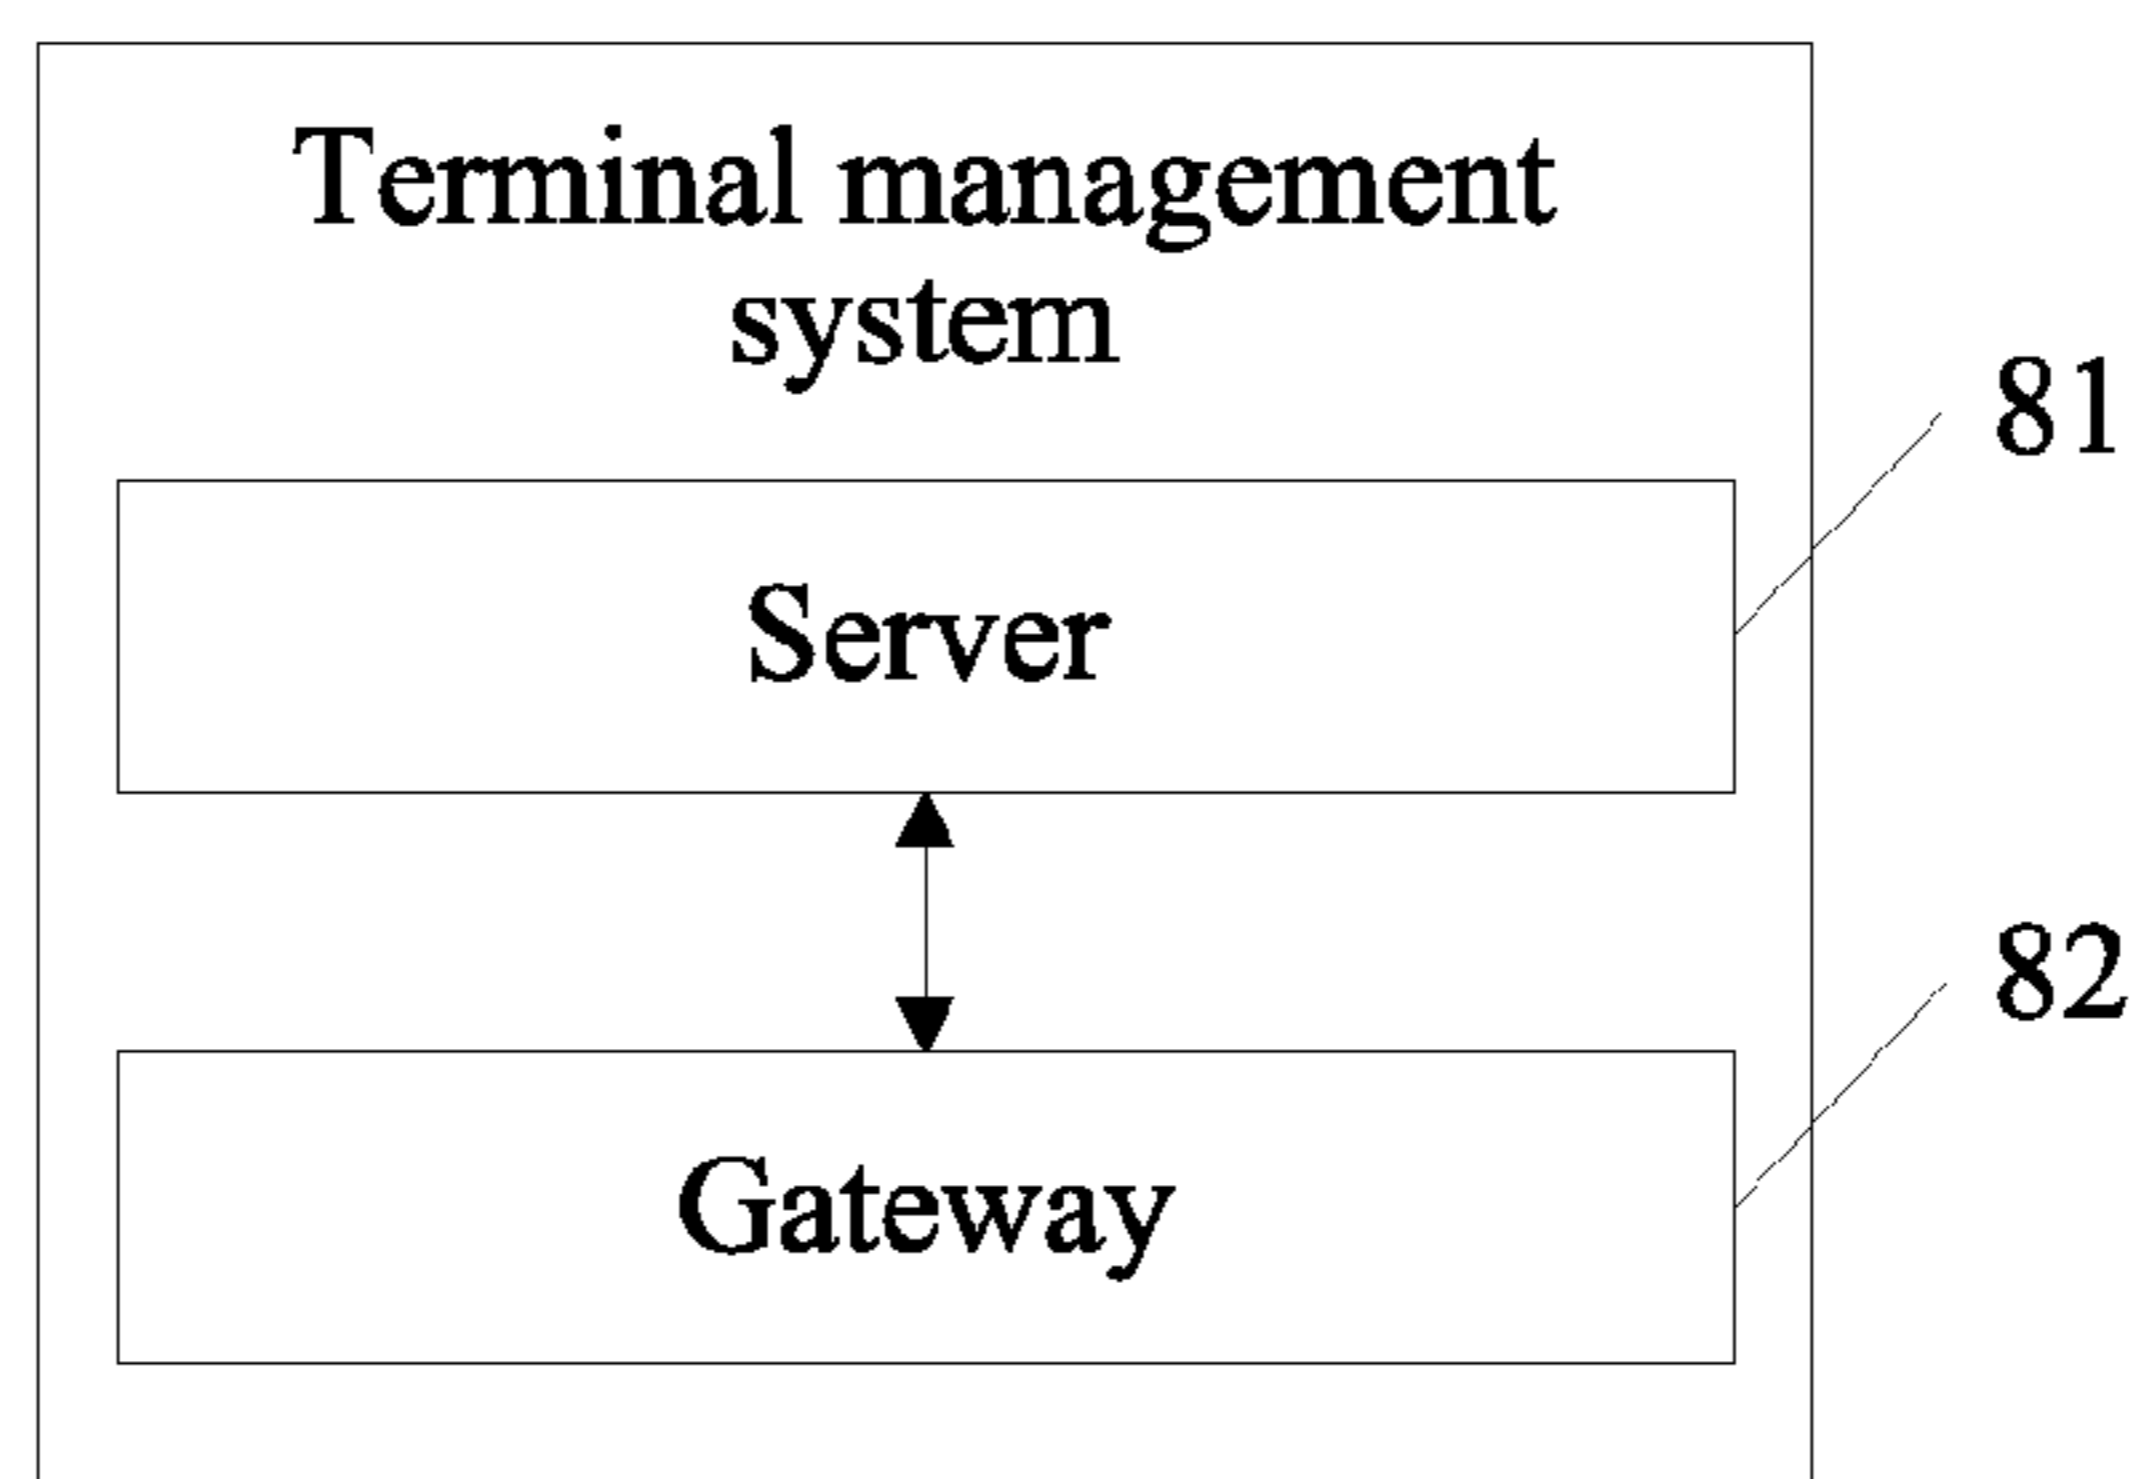 Terminal management
system
81
Server
82
Gateway